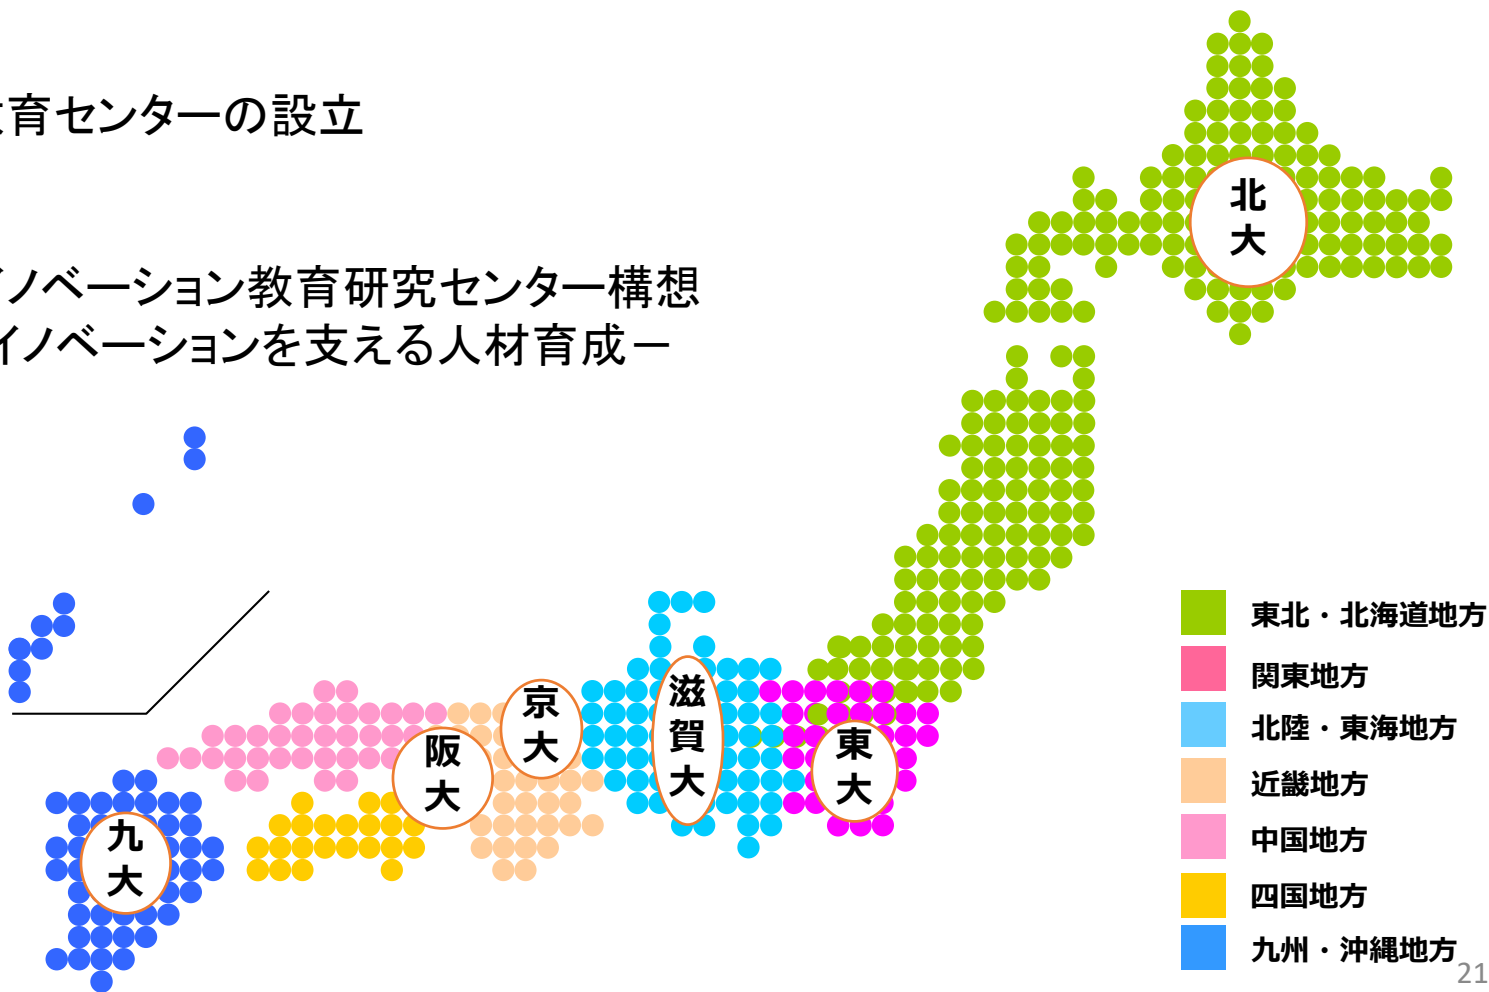 育センターの設立
イノベーション教育研究センター構想
イノベーションを支える人材育成－
北大
滋賀大
京大
東大
阪大
九大
東北・北海道地方
関東地方
北陸・東海地方
近畿地方
中国地方
四国地方
九州・沖縄地方
21